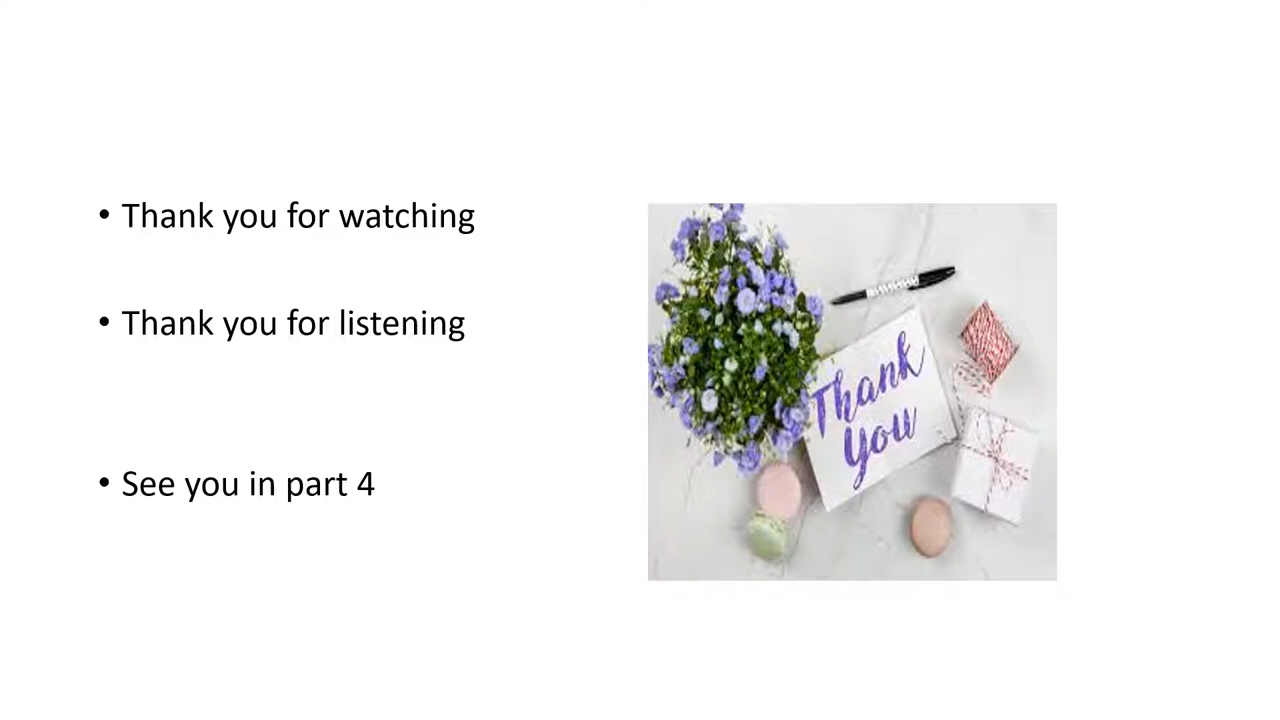 • Thank you for watching
• Thank you for listening
• See you in part 4
Thank
You